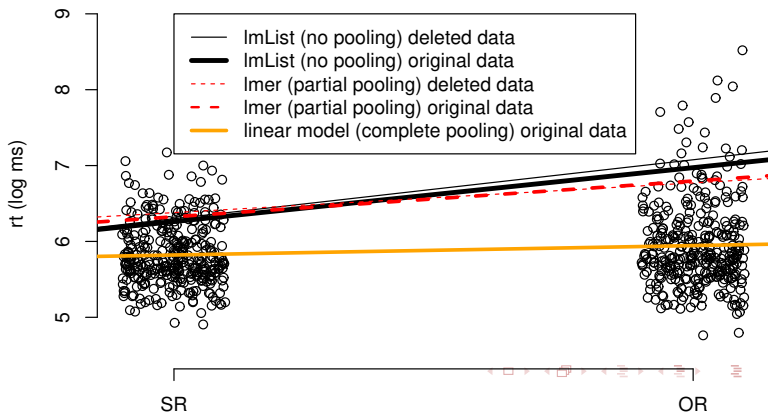 9
8
7
6
5
rt (log ms)
lmList (no pooling) deleted data
lmList (no pooling) original data
lmer (partial pooling) deleted data
lmer (partial pooling) original data
linear model (complete pooling) original data
SR
OR